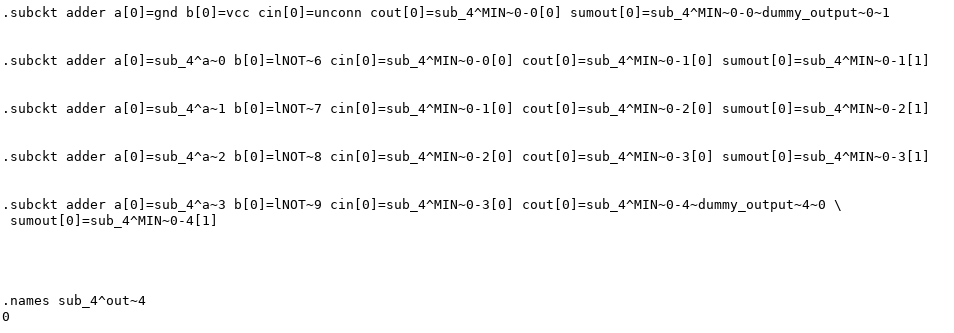 .subckt adder a[0]=gnd b[0]=vcc cin[0]=unconn cout[0]=sub_4^MIN~0-0[0] sumout[0]=sub_4^MIN~0-0~dummy_output~0~1
.subckt adder a[0]=sub_4^a~0 b[0]=lNOT~6 cin[0]=sub_4^MIN~0-0[0] cout[0]=sub_4^MIN~0-1[0] sumout[0]=sub_4^MIN~0-1[1]
.subckt adder a[0]=sub_4^a~1 b[0]=lNOT~7 cin[0]=sub_4^MIN~0-1[0] cout[0]=sub_4^MIN~0-2[0] sumout[0]=sub_4^MIN~0-2[1]
.subckt adder a[0]=sub_4^a~2 b[0]=lNOT~8 cin[0]=sub_4^MIN~0-2[0] cout[0]=sub_4^MIN~0-3[0] sumout[0]=sub_4^MIN~0-3[1]
.subckt adder a[0]=sub_4^a~3 b[0]=lNOT~9 cin[0]=sub_4^MIN~0-3[0] cout[0]=sub_4^MIN~0-4~dummy_output~4~0 \
sumout[0]=sub_4^MIN~0-4[1]
.names sub_4^out~4
0